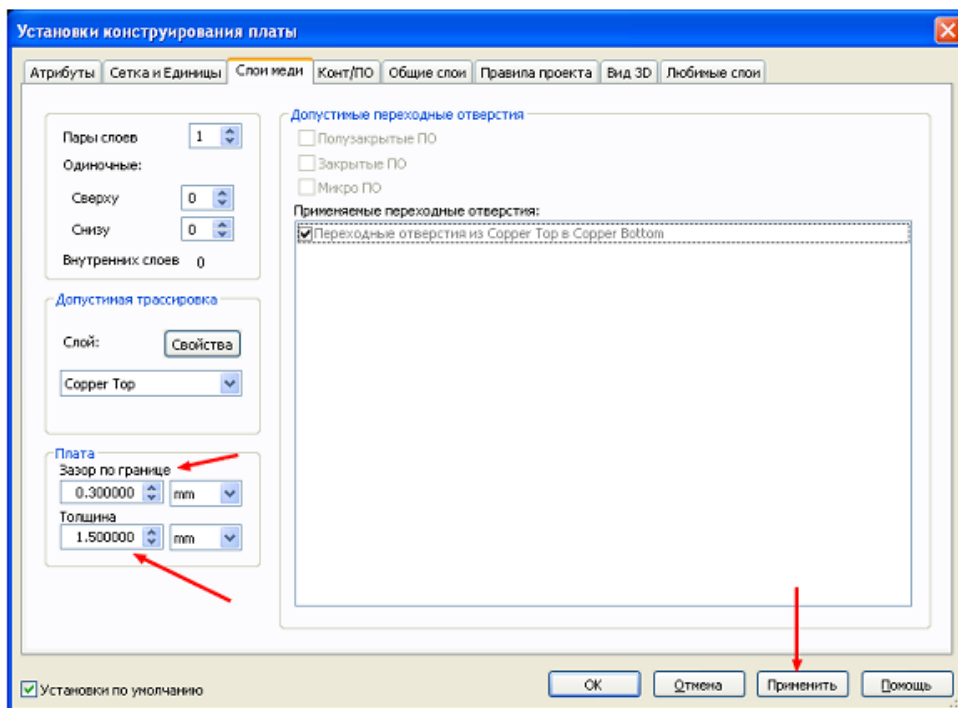 Установки конструирования платы
Атрибуты Сетка и Единицы Слои меди Конт/ПО Общие слои Правила проекта Вид 3D Любимые слои
Пары слоев 1
Одиночные:
Сверху 0
Снизу 0
Внутренних слоев 0
Допустимая трассировка
Слой: Свойства
Copper Top
Плата
Зазор по границе
0.300000 mm
Толщина
1.500000 mm
Допустимые переходные отверстия
Полузакрытые ПО
Закрытые ПО
Микро ПО
Применяемые переходные отверстия:
Переходные отверстия из Copper Top в Copper Bottom
Установки по умолчанию
OK Отмена Применить Помощь